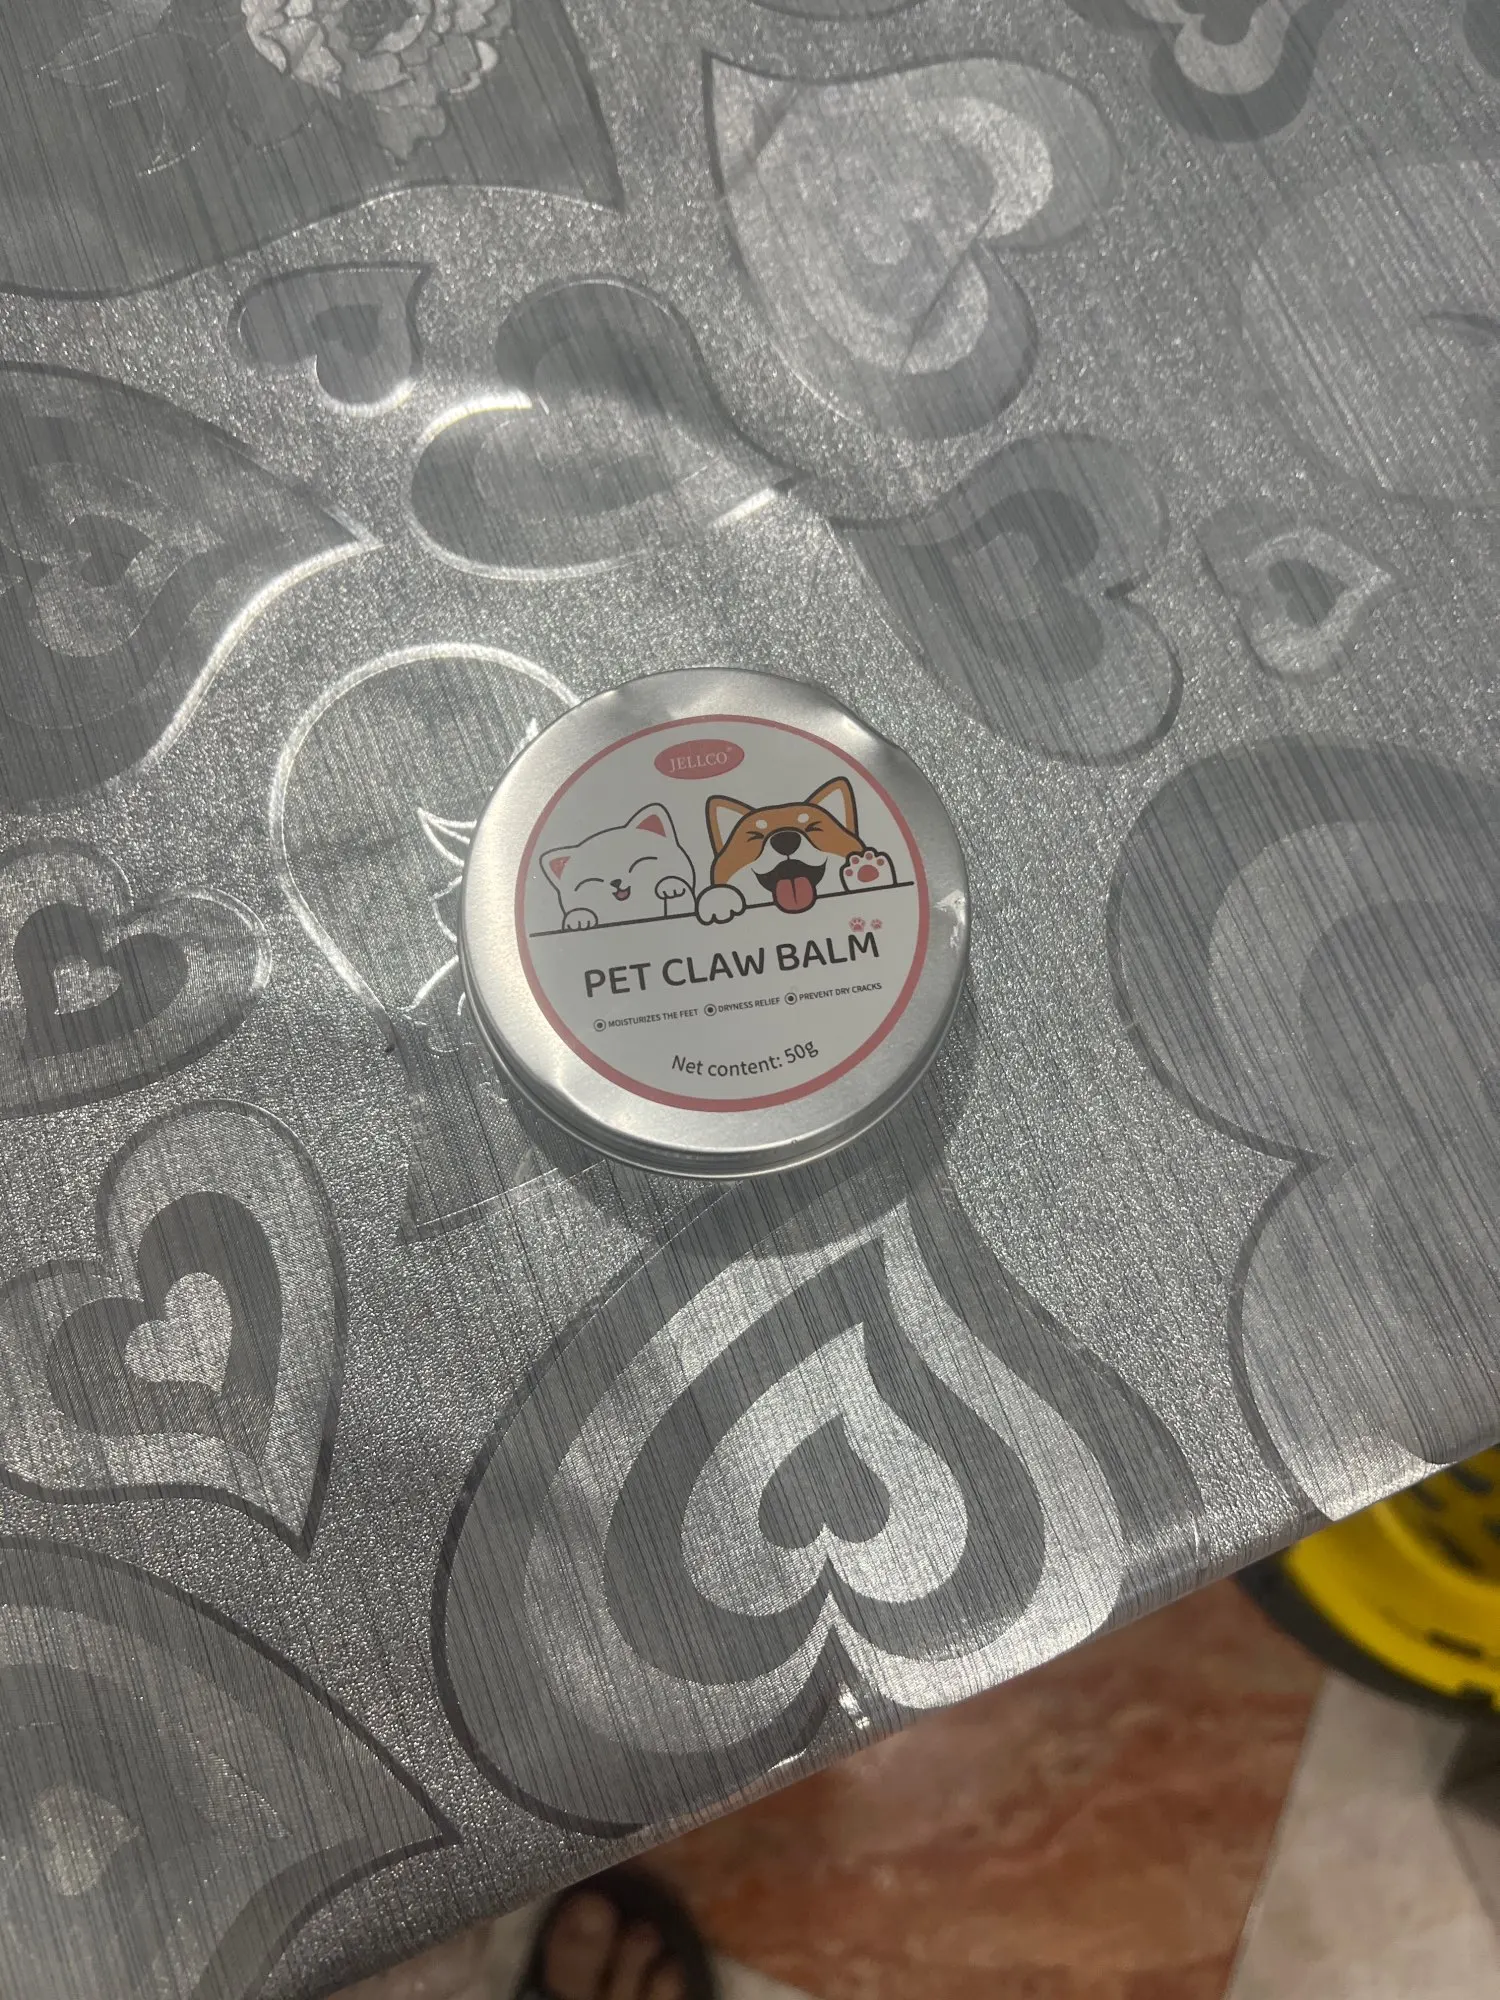 JELLCO
PET CLAW BALM
MOISTURIZES THE FEET DRYNESS RELIEF PREVENT DRY CRACKS
Net content: 50g